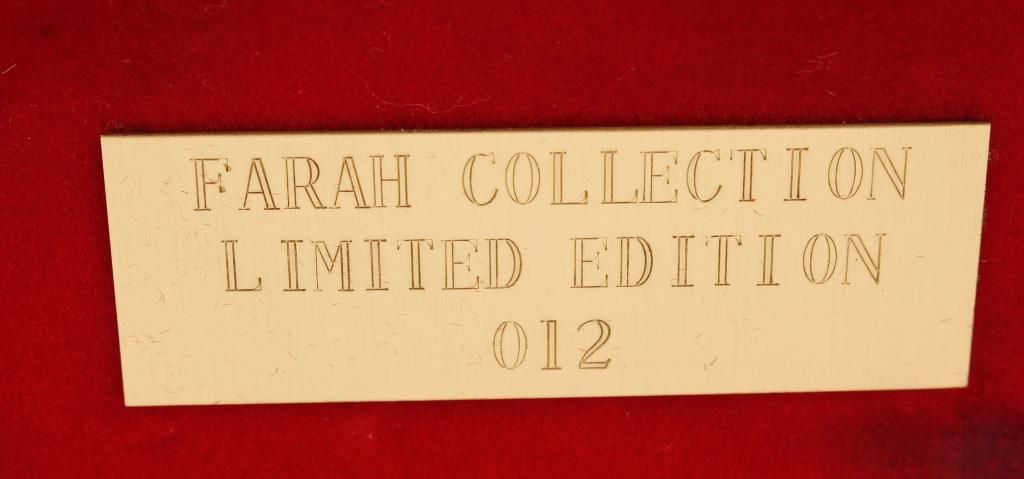 FARAH COLLECTION
LIMITED EDITION
012